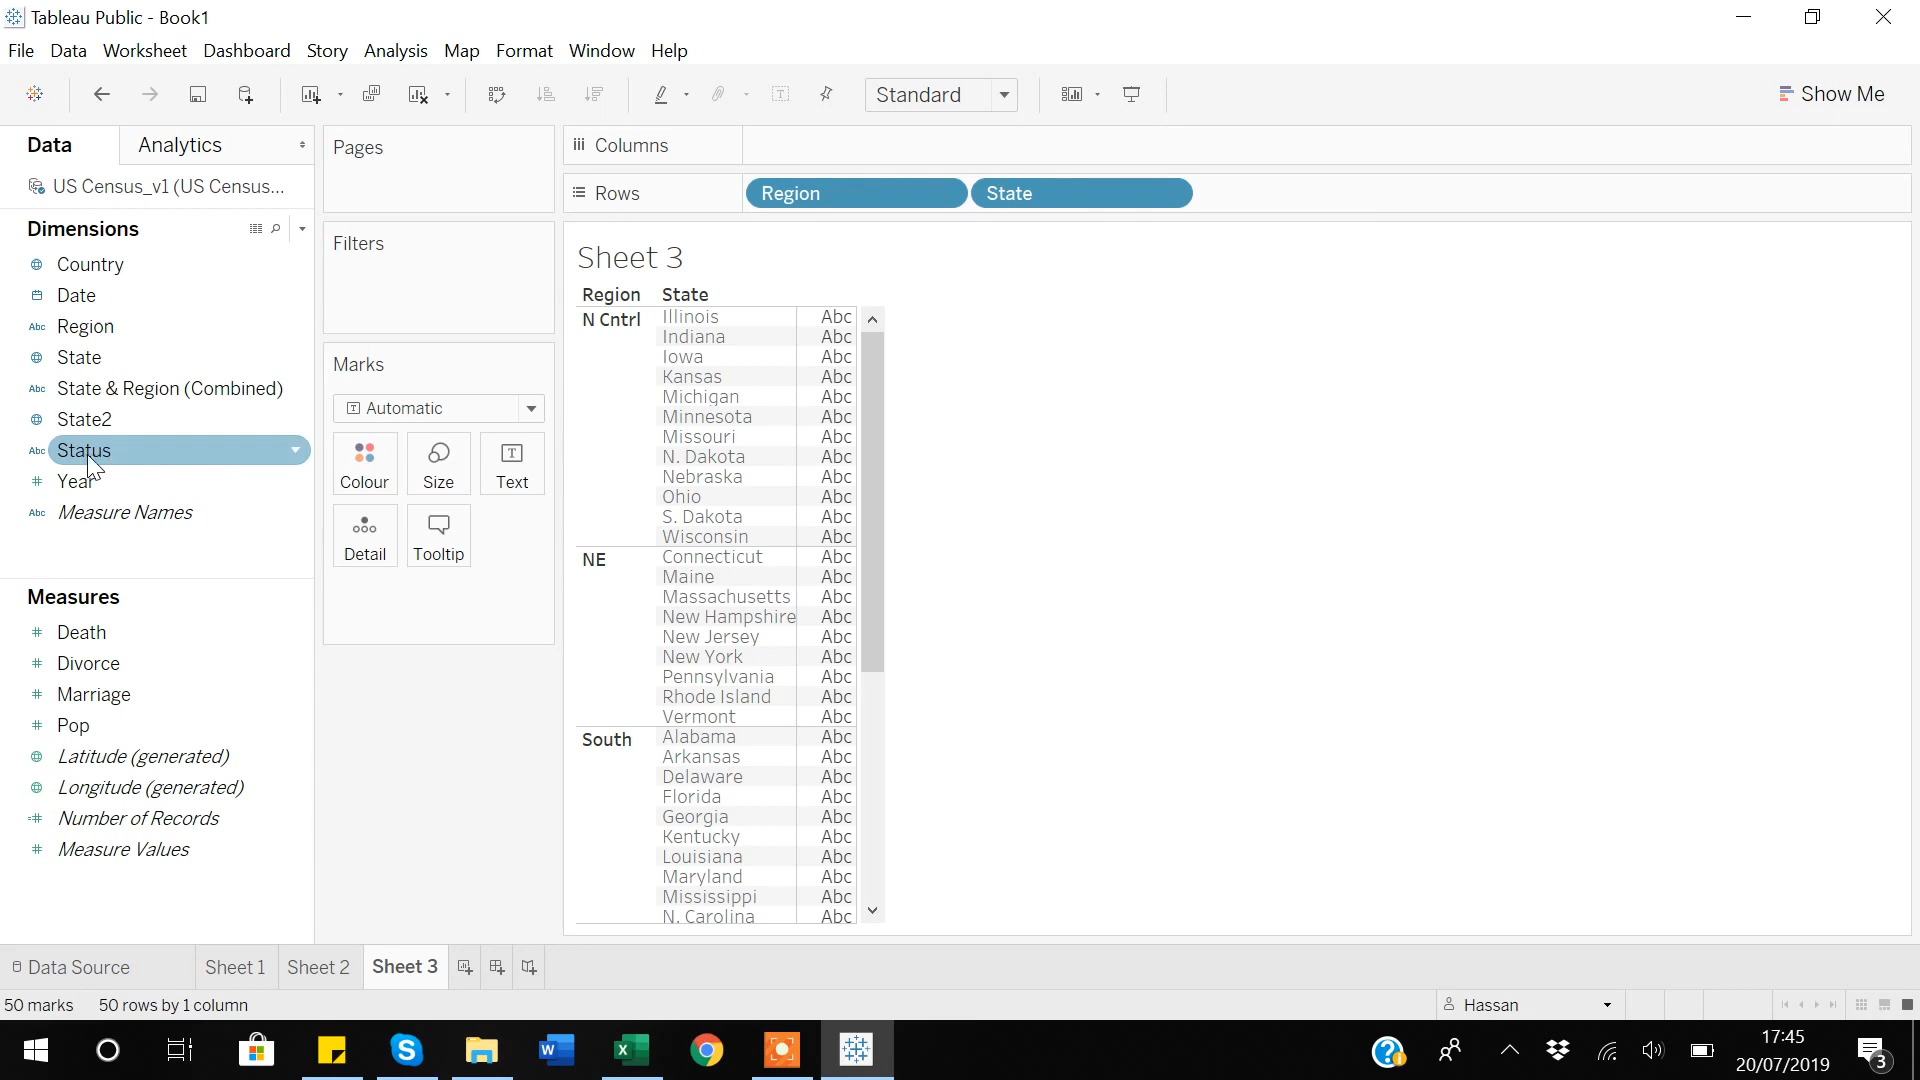 Tableau Public - Book1
File Data Worksheet Dashboard Story Analysis Map Format Window Help
Standard
Show Me
Data
Analytics
US Census_v1 (US Census...
Dimensions
Country
Date
Abc Region
State
Abc State & Region (Combined)
State2
Abc Status
# Year
Abc Measure Names
Measures
# Death
# Divorce
# Marriage
# Pop
Latitude (generated)
Longitude (generated)
=# Number of Records
# Measure Values
Pages
Filters
Marks
Automatic
Colour
Size
Text
Detail
Tooltip
Columns
Rows
Region
State
Sheet 3
Region State
N Cntrl Illinois Abc
Indiana Abc
Iowa Abc
Kansas Abc
Michigan Abc
Minnesota Abc
Missouri Abc
N. Dakota Abc
Nebraska Abc
Ohio Abc
S. Dakota Abc
Wisconsin Abc
NE Connecticut Abc
Maine Abc
Massachusetts Abc
New Hampshire Abc
New Jersey Abc
New York Abc
Pennsylvania Abc
Rhode Island Abc
Vermont Abc
South Alabama Abc
Arkansas Abc
Delaware Abc
Florida Abc
Georgia Abc
Kentucky Abc
Louisiana Abc
Maryland Abc
Mississippi Abc
N. Carolina Abc
Data Source
Sheet 1
Sheet 2
Sheet 3
50 marks 50 rows by 1 column
Hassan
17:45
20/07/2019
3